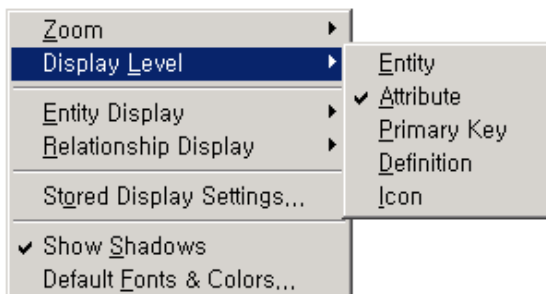 Zoom
Display Level
Entity Display
Relationship Display
Stored Display Settings...
Show Shadows
Default Fonts & Colors...
Entity
Attribute
Primary Key
Definition
Icon